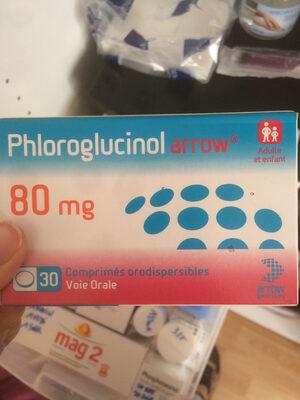 Phloroglucinol arrow®
Adulte
et enfant
80 mg
30 Comprimés orodispersibles
Voie Orale
arrow
mag 2